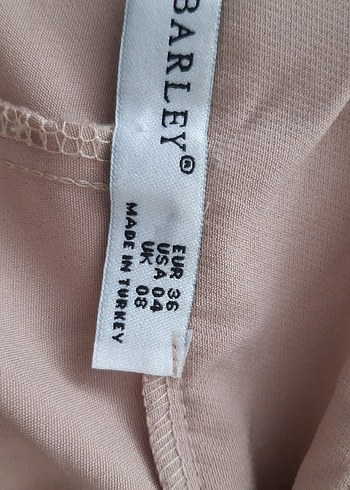 BARLEY®
EUR 36
USA 04
UK 08
MADE IN TURKEY